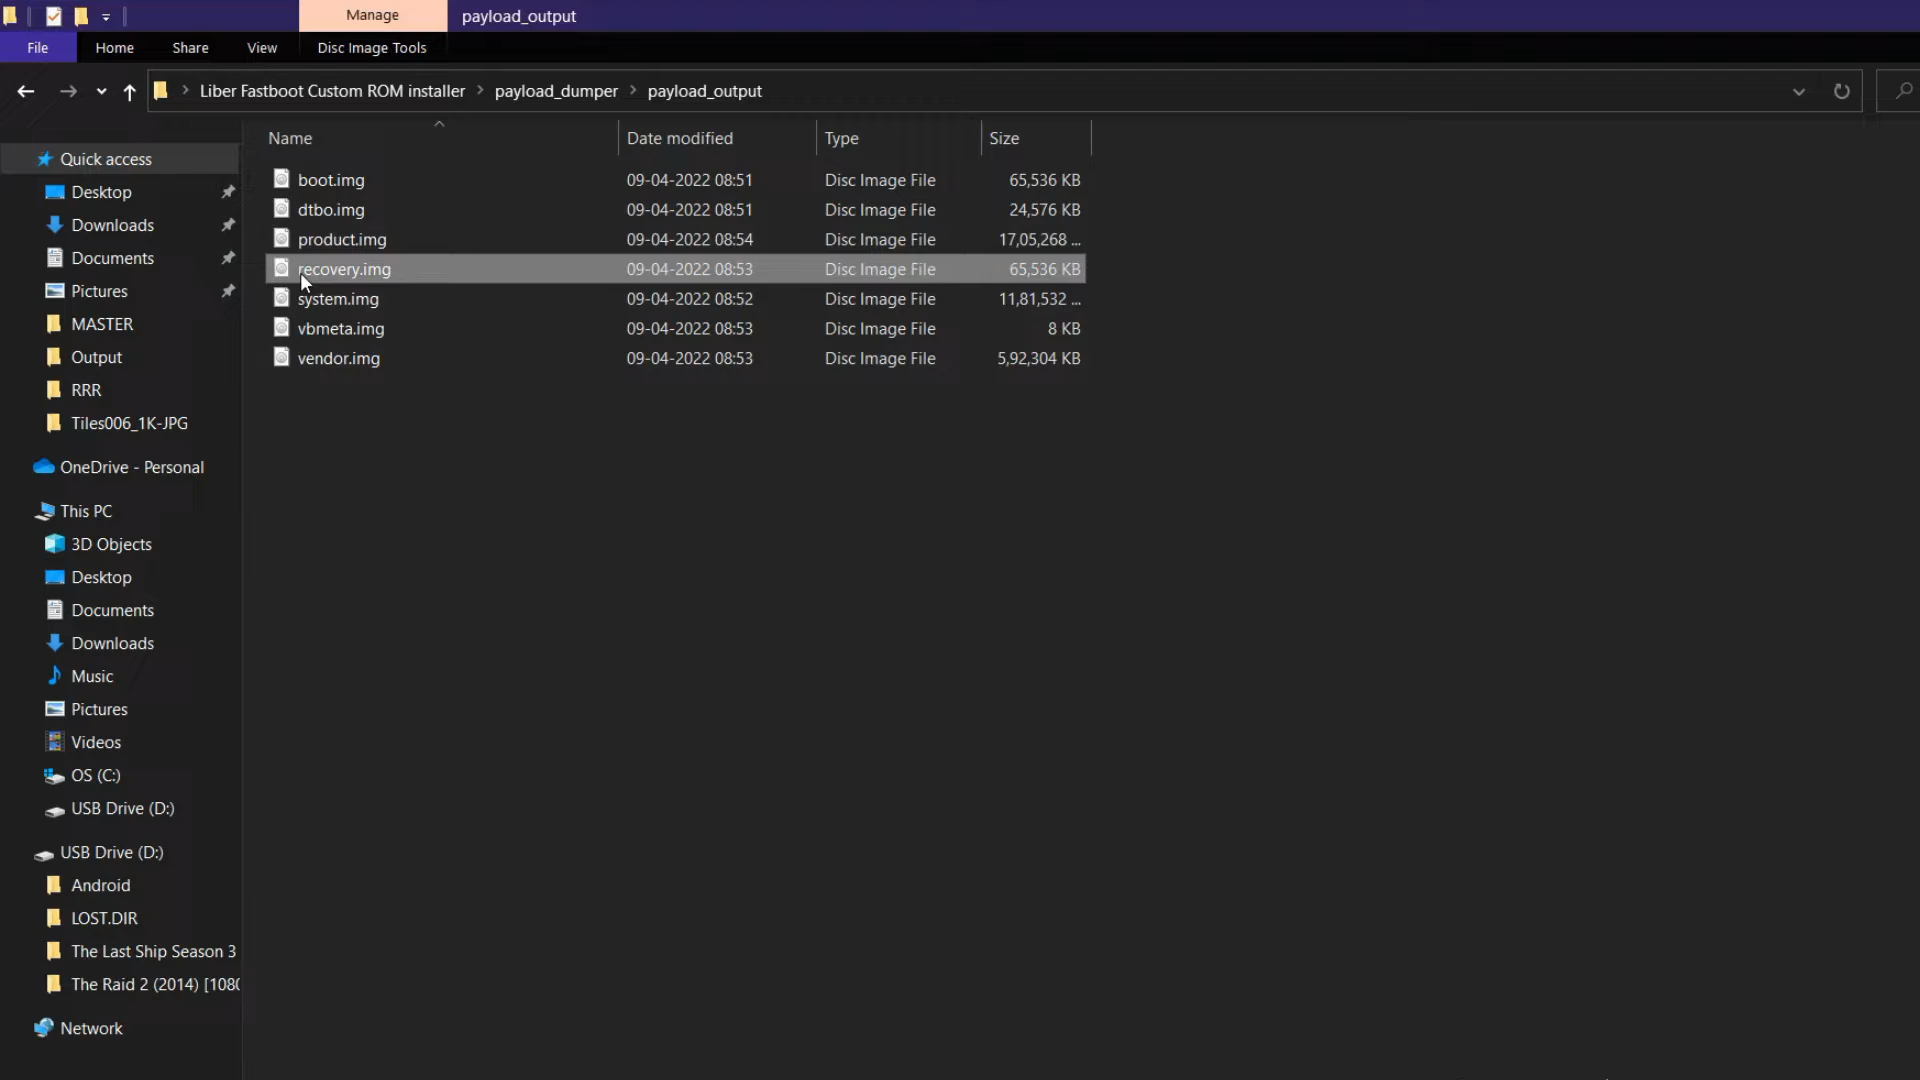 Manage
payload_output
File
Home
Share
View
Disc Image Tools
Liber Fastboot Custom ROM installer
payload_dumper
payload_output
Name
Date modified
Type
Size
boot.img 09-04-2022 08:51 Disc Image File 65,536 KB
dtbo.img 09-04-2022 08:51 Disc Image File 24,576 KB
product.img 09-04-2022 08:54 Disc Image File 17,05,268 ...
recovery.img 09-04-2022 08:53 Disc Image File 65,536 KB
system.img 09-04-2022 08:52 Disc Image File 11,81,532 ...
vbmeta.img 09-04-2022 08:53 Disc Image File 8 KB
vendor.img 09-04-2022 08:53 Disc Image File 5,92,304 KB
Quick access
Desktop
Downloads
Documents
Pictures
MASTER
Output
RRR
Tiles006_1K-JPG
OneDrive - Personal
This PC
3D Objects
Desktop
Documents
Downloads
Music
Pictures
Videos
OS (C:)
USB Drive (D:)
USB Drive (D:)
Android
LOST.DIR
The Last Ship Season 3
The Raid 2 (2014) [108
Network